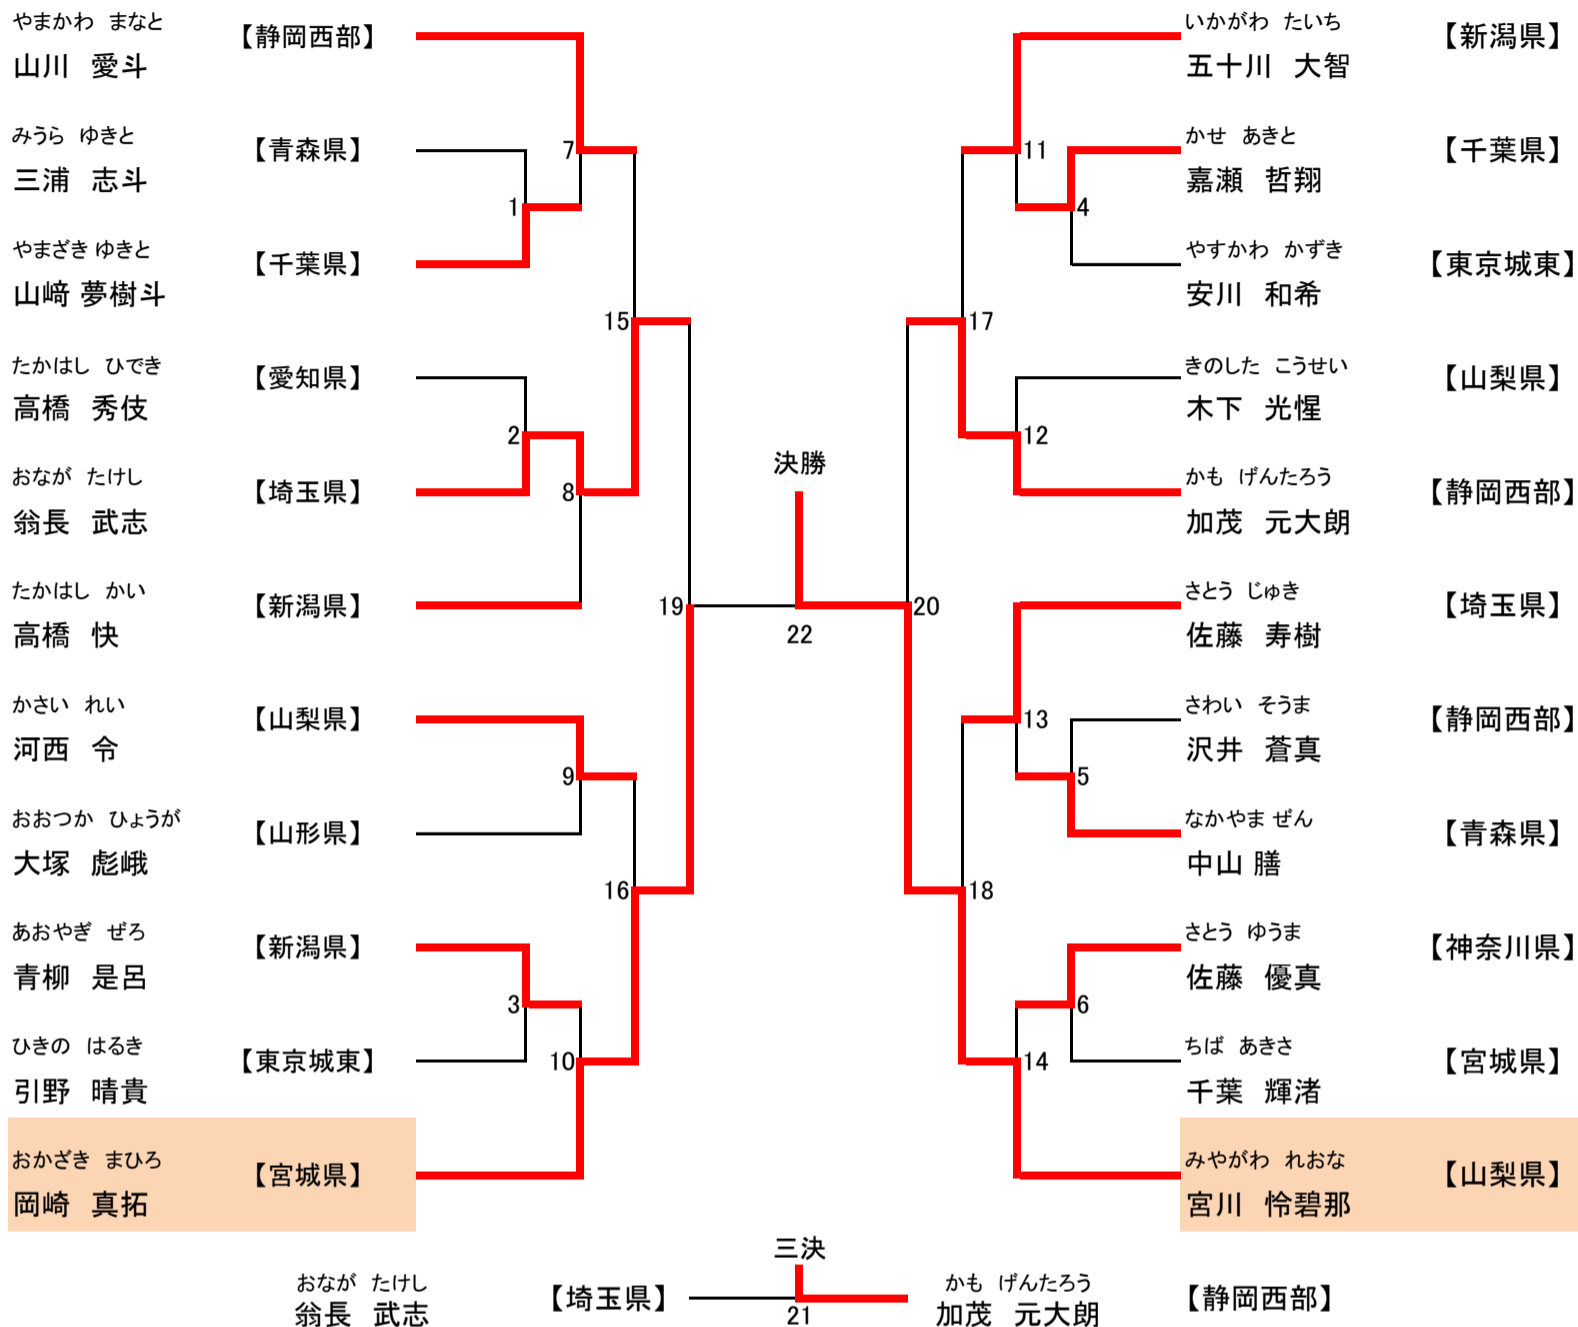 やまかわ まなと
山川 愛斗 【静岡西部】
みうら ゆきと
三浦 志斗 【青森県】
やまざき ゆきと
山﨑 夢樹斗 【千葉県】
たかはし ひでき
高橋 秀伎 【愛知県】
おなが たけし
翁長 武志 【埼玉県】
たかはし かい
高橋 快 【新潟県】
かさい れい
河西 令 【山梨県】
おおつか ひょうが
大塚 彪峨 【山形県】
あおやぎ ぜろ
青柳 是呂 【新潟県】
ひきの はるき
引野 晴貴 【東京城東】
おかざき まひろ
岡崎 真拓 【宮城県】
7
1
15
2
8
19
9
16
3
10
決勝
22
11
4
17
12
20
13
5
18
6
14
いかがわ たいち
五十川 大智 【新潟県】
かせ あきと
嘉瀬 哲翔 【千葉県】
やすかわ かずき
安川 和希 【東京城東】
きのした こうせい
木下 光惺 【山梨県】
かも げんたろう
加茂 元大朗 【静岡西部】
さとう じゅき
佐藤 寿樹 【埼玉県】
さわい そうま
沢井 蒼真 【静岡西部】
なかやま ぜん
中山 膳 【青森県】
さとう ゆうま
佐藤 優真 【神奈川県】
ちば あきさ
千葉 輝渚 【宮城県】
みやがわ れおな
宮川 怜碧那 【山梨県】
三決
おなが たけし
翁長 武志 【埼玉県】
21
かも げんたろう
加茂 元大朗 【静岡西部】